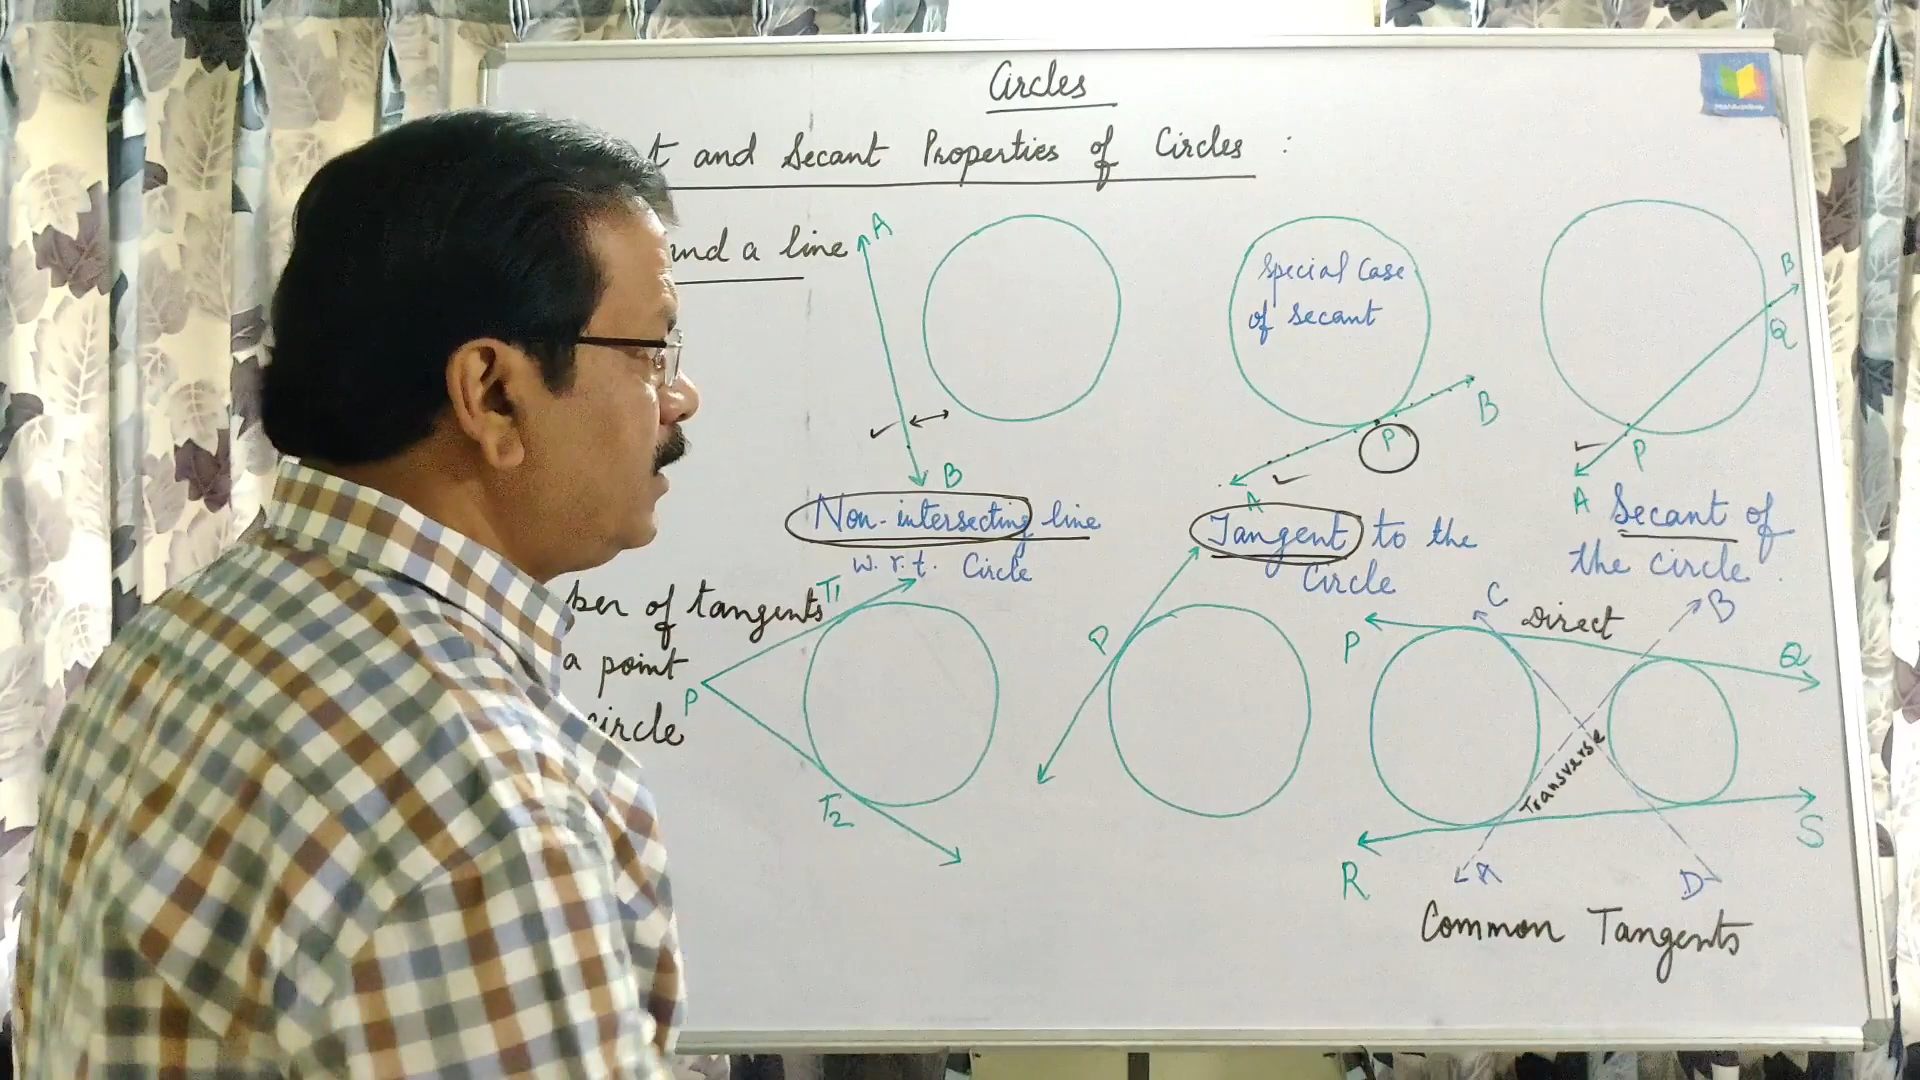 Circles
t and Secant Properties of Circles :
and a line
A
B
Special Case
of secant
P
A
B
B
Q
P
A
Non-intersecting line
w.r.t. Circle
Tangent to the
Circle
Secant of
the circle.
ber of tangents
a point
circle
T1
P
T2
P
C
Direct
B
P
Q
Transverse
R
S
A
D
Common Tangents